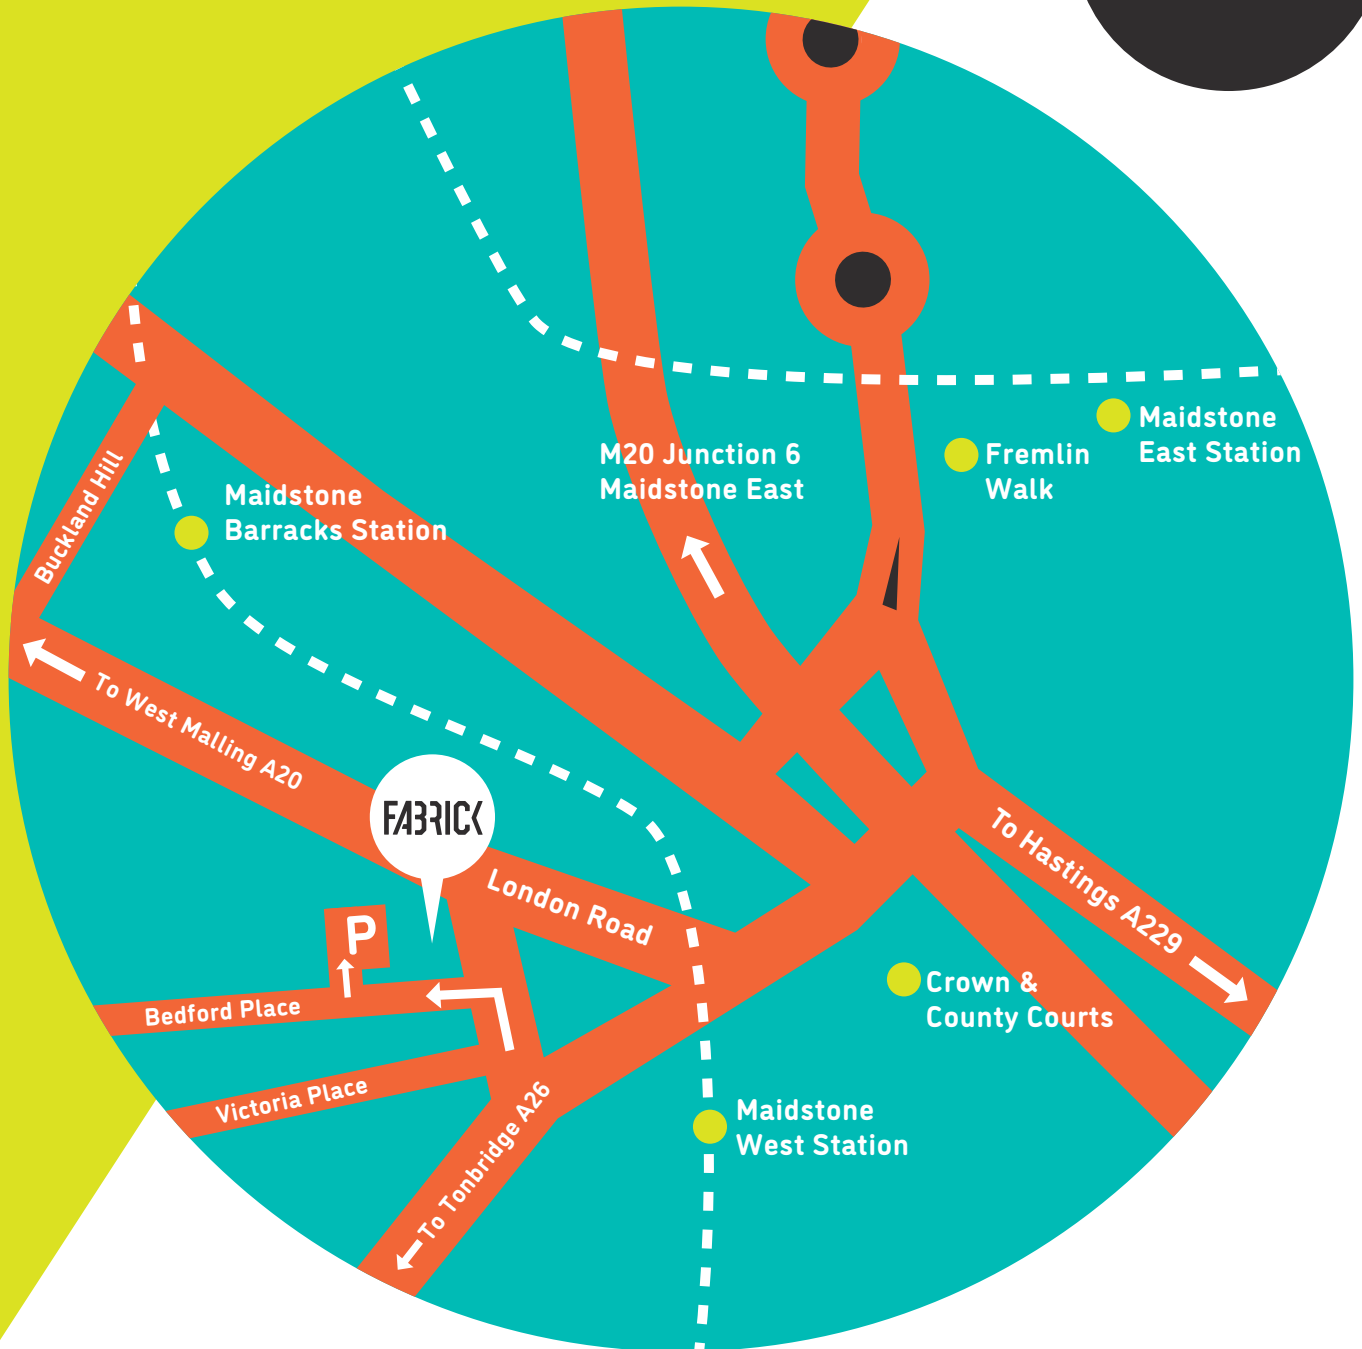 Maidstone
East Station
Fremlin
Walk
M20 Junction 6
Maidstone East
Maidstone
Barracks Station
Buckland Hill
To West Malling A20
FABRICK
London Road
To Hastings A229
P
Bedford Place
Crown &
County Courts
Victoria Place
To Tonbridge A26
Maidstone
West Station